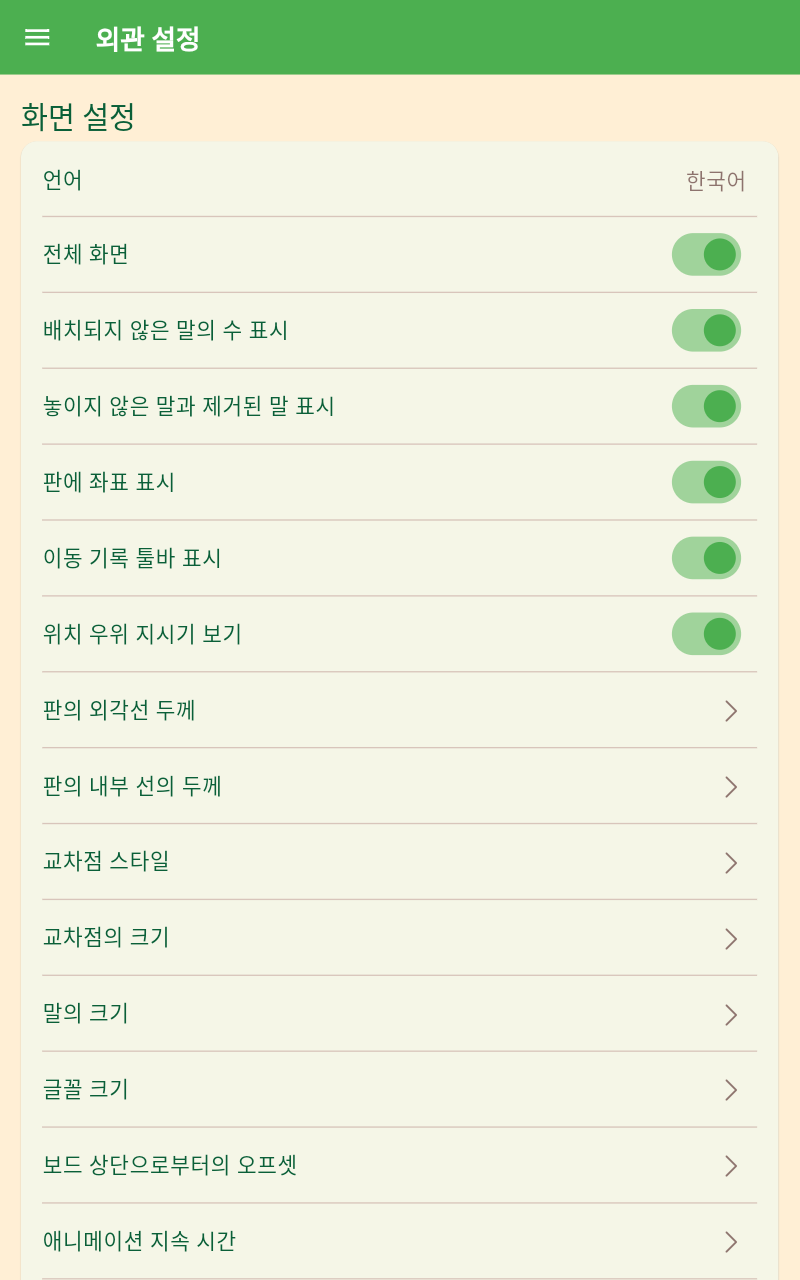 외관 설정
화면 설정
언어
한국어
전체 화면
배치되지 않은 말의 수 표시
놓이지 않은 말과 제거된 말 표시
판에 좌표 표시
이동 기록 툴바 표시
위치 우위 지시기 보기
판의 외각선 두께
판의 내부 선의 두께
교차점 스타일
교차점의 크기
말의 크기
글꼴 크기
보드 상단으로부터의 오프셋
애니메이션 지속 시간